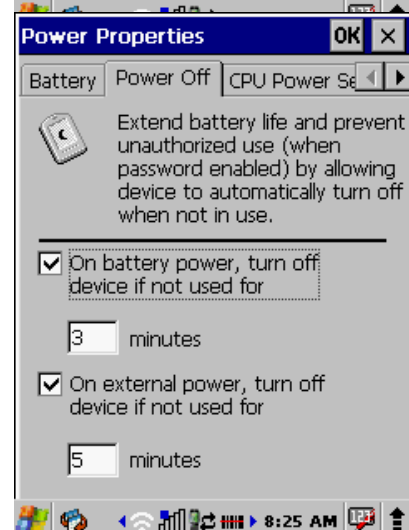 Power Properties OK ×
Battery Power Off CPU Power Se
Extend battery life and prevent
unauthorized use (when
password enabled) by allowing
device to automatically turn off
when not in use.
On battery power, turn off
device if not used for
3 minutes
On external power, turn off
device if not used for
5 minutes
8:25 AM